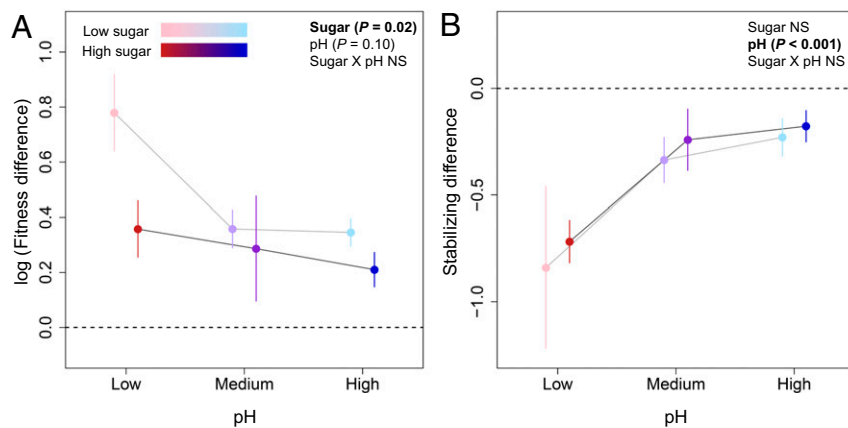 A
Low sugar
High sugar
Sugar (P = 0.02)
pH (P = 0.10)
Sugar X pH NS
log (Fitness difference)
1.0
0.8
0.6
0.4
0.2
0.0
Low Medium High
pH
B
Sugar NS
pH (P < 0.001)
Sugar X pH NS
Stabilizing difference
0.0
−0.5
−1.0
Low Medium High
pH